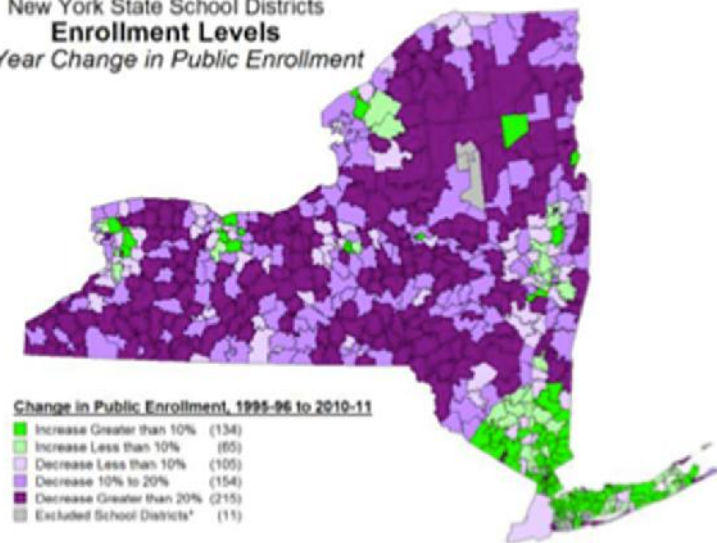 New York State School Districts
Enrollment Levels
Year Change in Public Enrollment
Change in Public Enrollment, 1995-96 to 2010-11
Increase Greater than 10% (134)
Increase Less than 10% (65)
Decrease Less than 10% (105)
Decrease 10% to 20% (154)
Decrease Greater than 20% (215)
Excluded School Districts* (11)